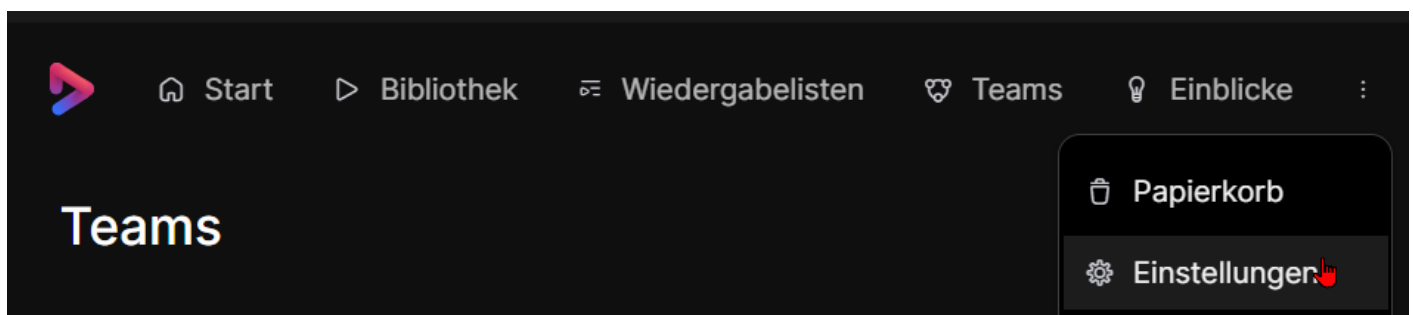 Start Bibliothek Wiedergabelisten Teams Einblicke
Teams
Papierkorb
Einstellungen